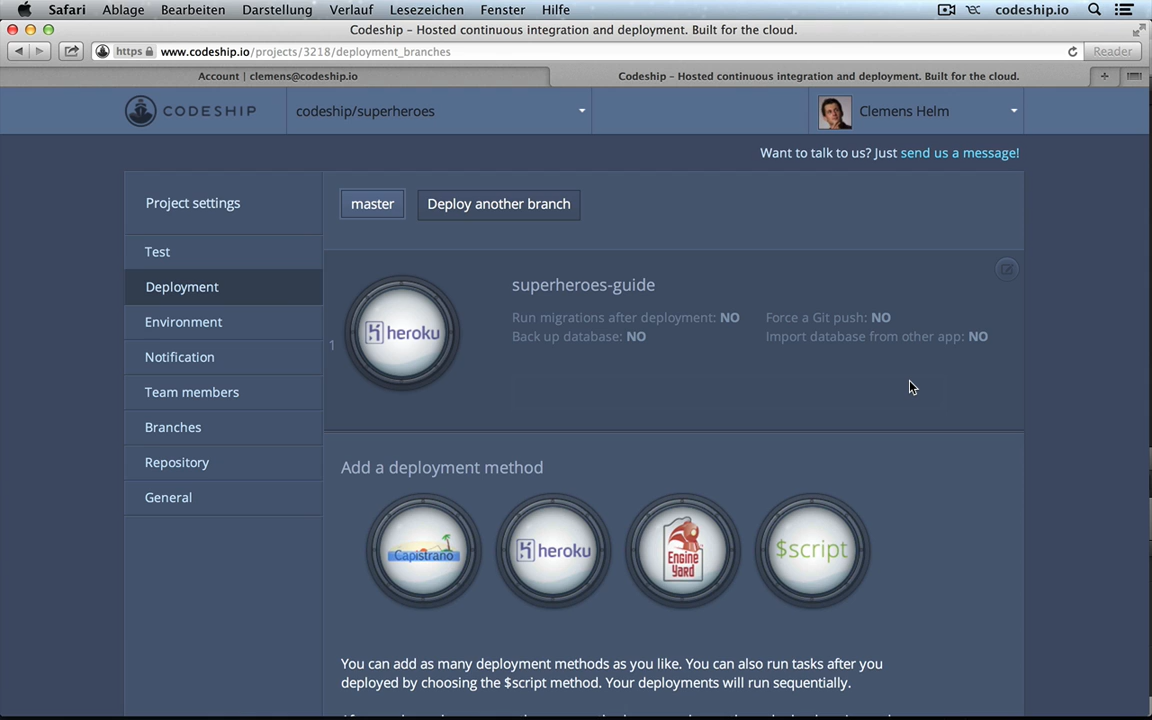 Safari Ablage Bearbeiten Darstellung Verlauf Lesezeichen Fenster Hilfe codeship.io
Codeship – Hosted continuous integration and deployment. Built for the cloud.
https www.codeship.io/projects/3218/deployment_branches Reader
Account | clemens@codeship.io Codeship – Hosted continuous integration and deployment. Built for the cloud.
CODESHIP codeship/superheroes Clemens Helm
Want to talk to us? Just send us a message!
Project settings
Test
Deployment
Environment
Notification
Team members
Branches
Repository
General
master Deploy another branch
1
heroku
superheroes-guide
Run migrations after deployment: NO Force a Git push: NO
Back up database: NO Import database from other app: NO
Add a deployment method
Capistrano heroku ENGINE YARD $script
You can add as many deployment methods as you like. You can also run tasks after you
deployed by choosing the $script method. Your deployments will run sequentially.